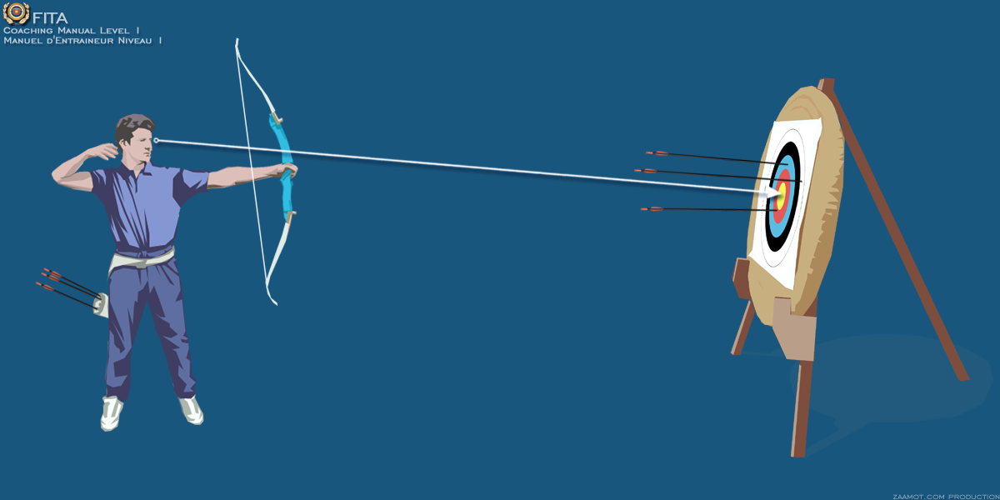 FITA
Coaching Manual Level 1
Manuel d'Entraineur Niveau 1
zaamot.com production